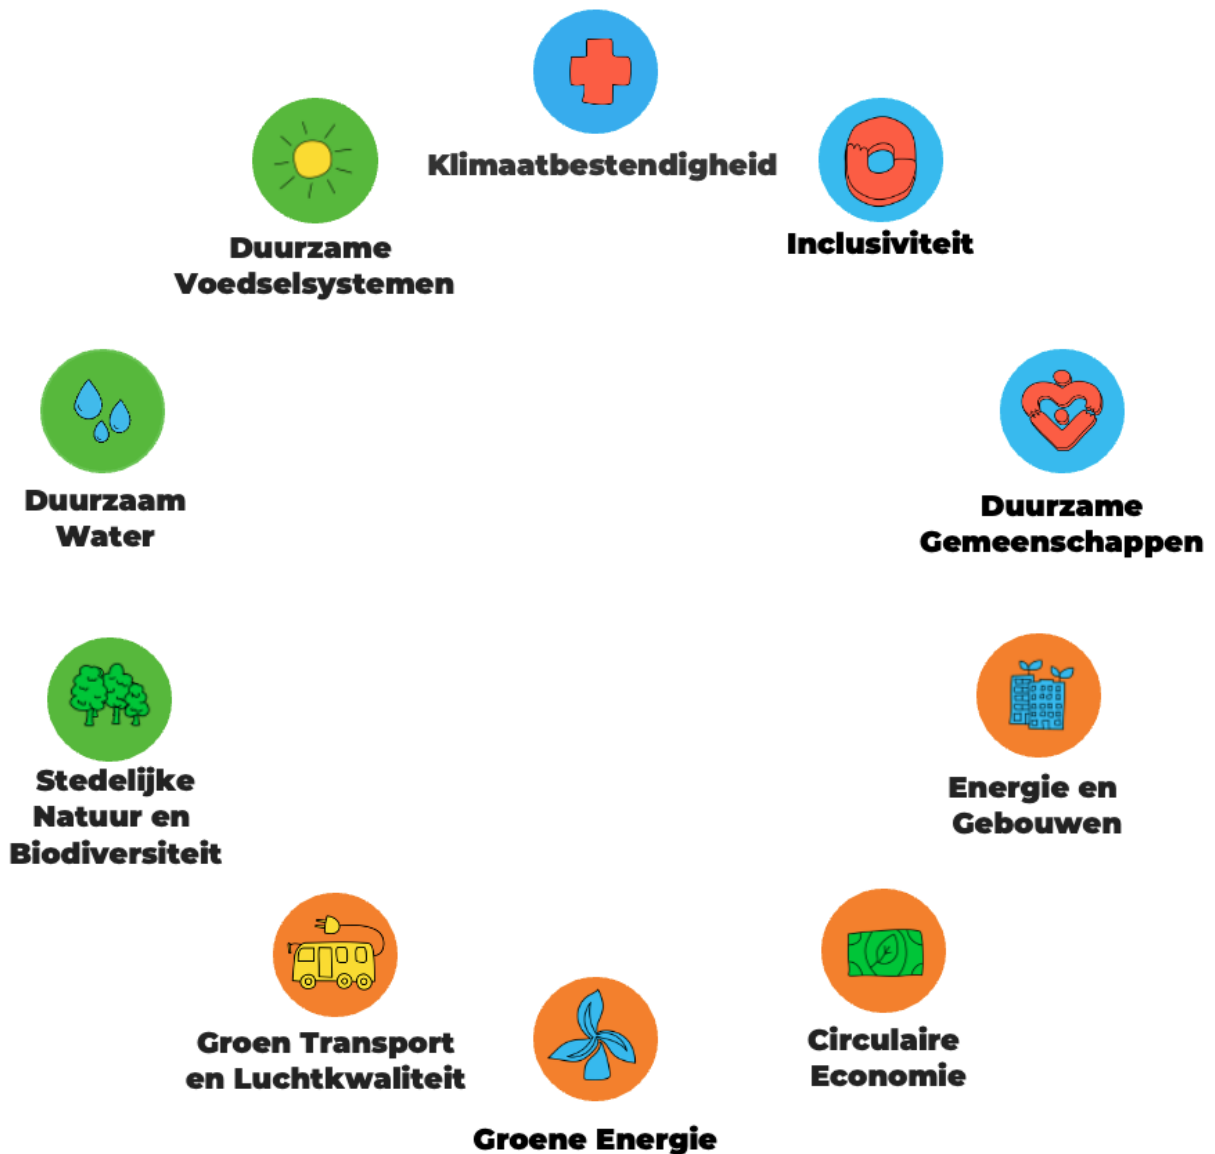 Klimaatbestendigheid
Inclusiviteit
Duurzame
Voedselsystemen
Duurzaam
Water
Duurzame
Gemeenschappen
Stedelijke
Natuur en
Biodiversiteit
Energie en
Gebouwen
Groen Transport
en Luchtkwaliteit
Circulaire
Economie
Groene Energie